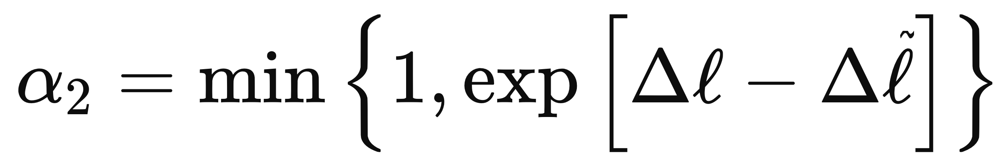 α₂ = min {1, exp [Δℓ − Δℓ̃]}